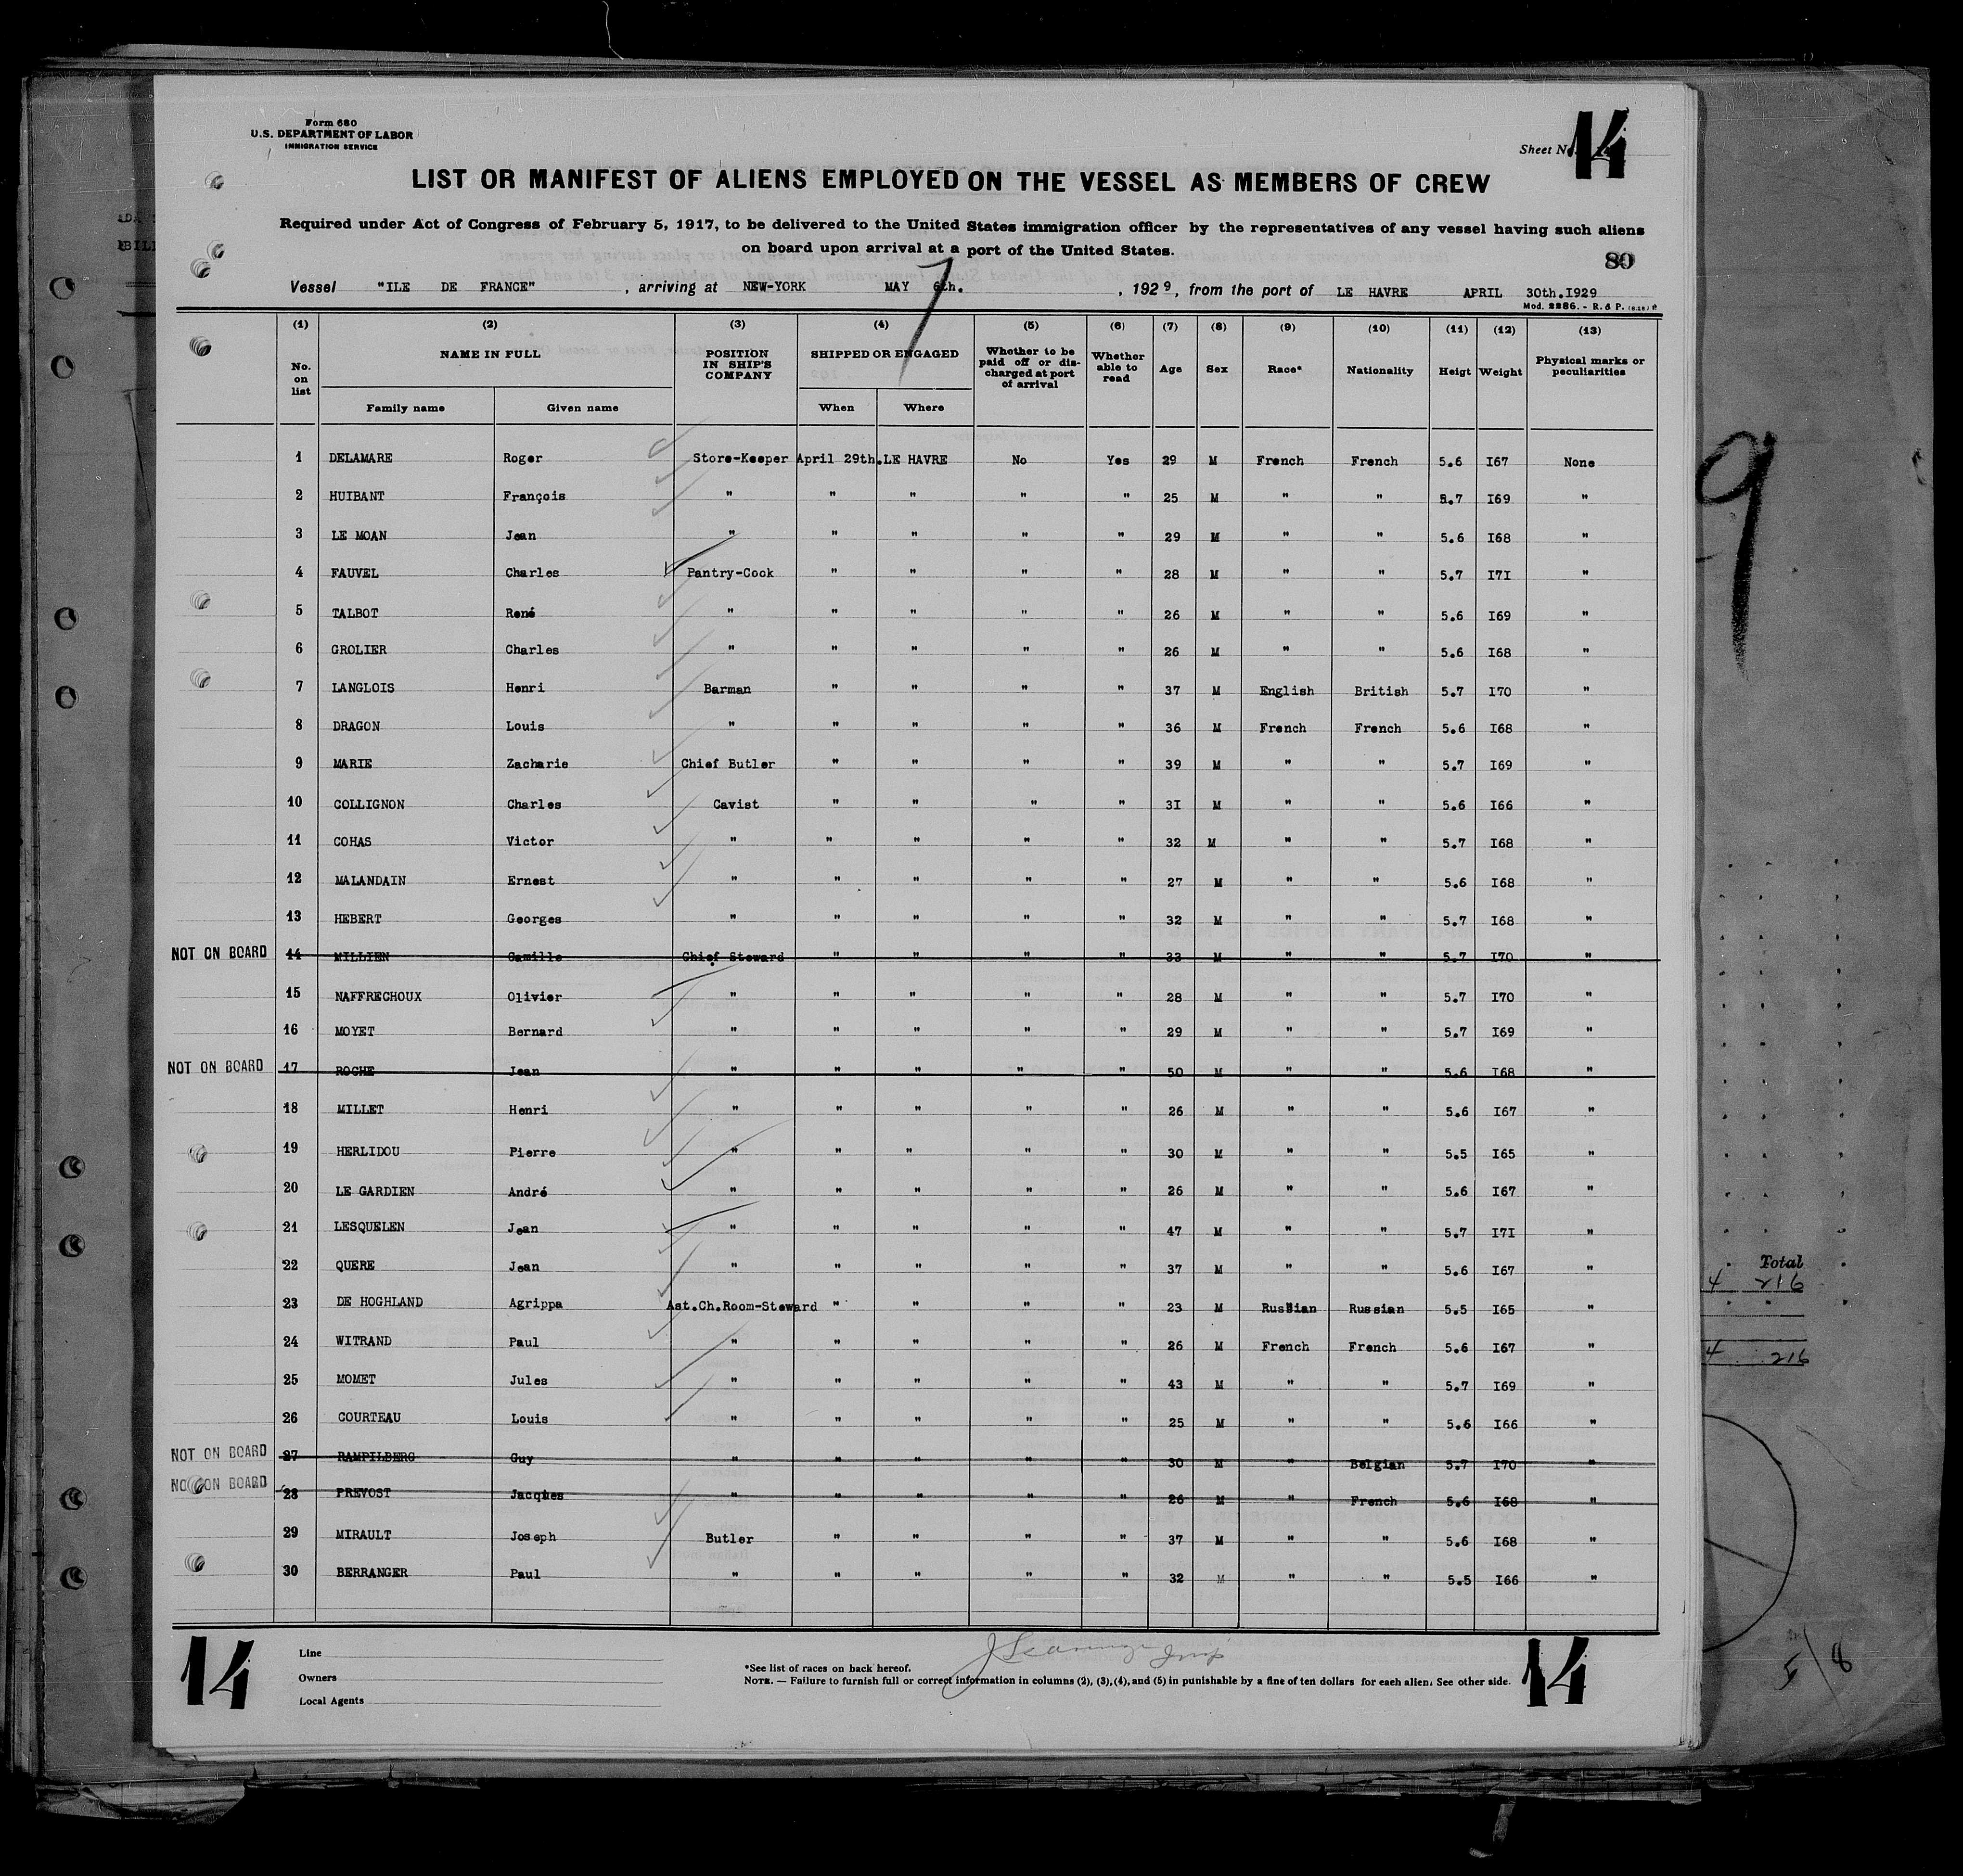 Form 680
U.S. DEPARTMENT OF LABOR
IMMIGRATION SERVICE
Sheet No. 14
LIST OR MANIFEST OF ALIENS EMPLOYED ON THE VESSEL AS MEMBERS OF CREW
Required under Act of Congress of February 5, 1917, to be delivered to the United States immigration officer by the representatives of any vessel having such aliens
on board upon arrival at a port of the United States.
80
Vessel "ILE DE FRANCE", arriving at NEW-YORK MAY 6th. 7, 1929, from the port of LE HAVRE APRIL 30th.I929
Mod. 2286. - R. & P.
(1) (2) (3) (4) (5) (6) (7) (8) (9) (10) (11) (12) (13)
No. on list NAME IN FULL POSITION IN SHIP'S COMPANY SHIPPED OR ENGAGED Whether to be paid off or discharged at port of arrival Whether able to read Age Sex Race* Nationality Heigt Weight Physical marks or peculiarities
Family name Given name When Where
1 DELAMARE Roger Store-Keeper April 29th. LE HAVRE No Yes 29 M French French 5.6 I67 None
2 HUIBANT François " " " " " 25 M " " 5.7 I69 "
3 LE MOAN Jean " " " " " 29 M " " 5.6 I68 "
4 FAUVEL Charles Pantry-Cook " " " " 28 M " " 5.7 I7I "
5 TALBOT René " " " " " 26 M " " 5.6 I69 "
6 GROLIER Charles " " " " " 26 M " " 5.6 I68 "
7 LANGLOIS Henri Barman " " " " 37 M English British 5.7 I70 "
8 DRAGON Louis " " " " " 36 M French French 5.6 I68 "
9 MARIE Zacharie Chief Butler " " " " 39 M " " 5.7 I69 "
10 COLLIGNON Charles Cavist " " " " 3I M " " 5.6 I66 "
11 COHAS Victor " " " " " 32 M " " 5.7 I68 "
12 MALANDAIN Ernest " " " " " 27 M " " 5.6 I68 "
13 HEBERT Georges " " " " " 32 M " " 5.7 I68 "
NOT ON BOARD 14 MILLIEN Camille Chief Steward " " " " 33 M " " 5.7 I70 "
15 NAFFRECHOUX Olivier " " " " " 28 M " " 5.7 I70 "
16 MOYET Bernard " " " " " 29 M " " 5.7 I69 "
NOT ON BOARD 17 ROCHE Jean " " " " " 50 M " " 5.6 I68 "
18 MILLET Henri " " " " " 26 M " " 5.6 I67 "
19 HERLIDOU Pierre " " " " " 30 M " " 5.5 I65 "
20 LE GARDIEN André " " " " " 26 M " " 5.6 I67 "
21 LESQUELEN Jean " " " " " 47 M " " 5.7 I7I "
22 QUERE Jean " " " " " 37 M " " 5.6 I67 "
23 DE HOGHLAND Agrippa Ast.Ch.Room-Steward " " " " 23 M Russian Russian 5.5 I65 "
24 WITRAND Paul " " " " " 26 M French French 5.6 I67 "
25 MOMET Jules " " " " " 43 M " " 5.7 I69 "
26 COURTEAU Louis " " " " " 25 M " " 5.6 I66 "
NOT ON BOARD 27 RAMPILBERG Guy " " " " " 30 M " Belgian 5.7 I70 "
NOT ON BOARD 28 PREVOST Jacques " " " " " 26 M " French 5.6 I68 "
29 MIRAULT Joseph Butler " " " " 37 M " " 5.6 I68 "
30 BERRANGER Paul " " " " " 32 M " " 5.5 I66 "
14
Line
Owners
Local Agents
*See list of races on back hereof.
NOTE. — Failure to furnish full or correct information in columns (2), (3), (4), and (5) in punishable by a fine of ten dollars for each alien. See other side.
14
9
Total
4 216
4 216
5/8